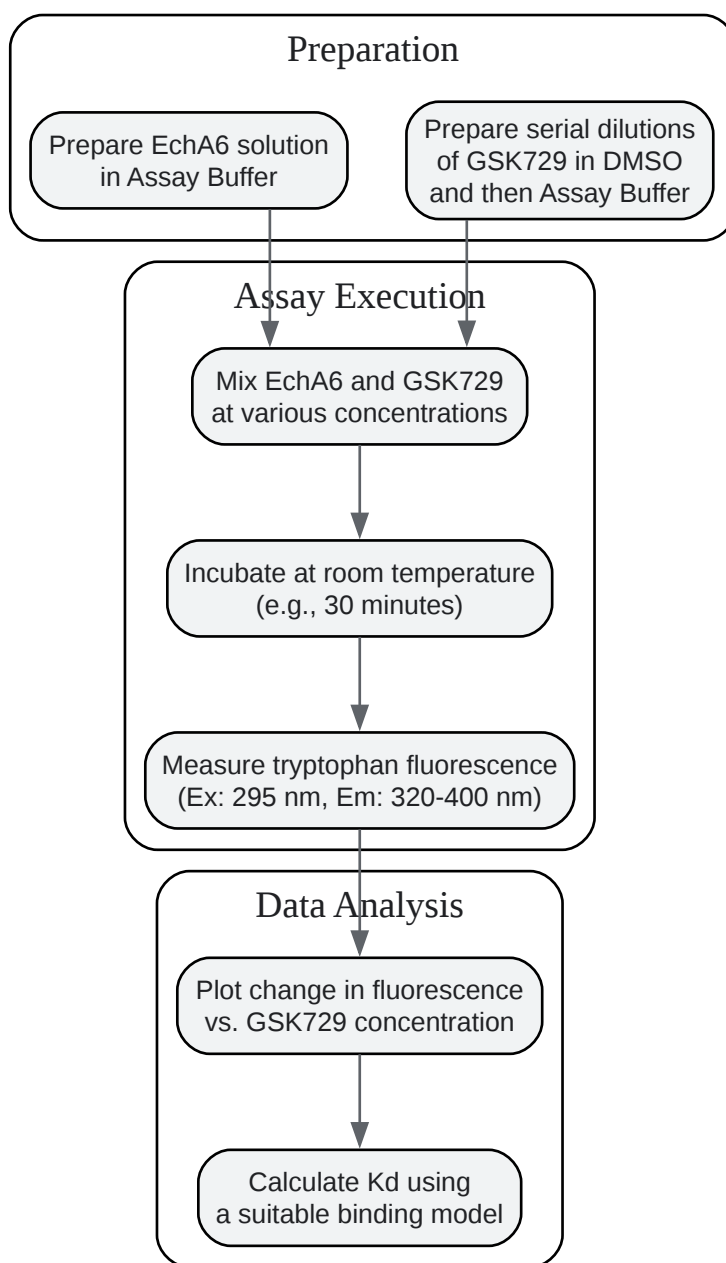 Preparation
Prepare EchA6 solution
in Assay Buffer
Prepare serial dilutions
of GSK729 in DMSO
and then Assay Buffer
Assay Execution
Mix EchA6 and GSK729
at various concentrations
Incubate at room temperature
(e.g., 30 minutes)
Measure tryptophan fluorescence
(Ex: 295 nm, Em: 320-400 nm)
Data Analysis
Plot change in fluorescence
vs. GSK729 concentration
Calculate Kd using
a suitable binding model